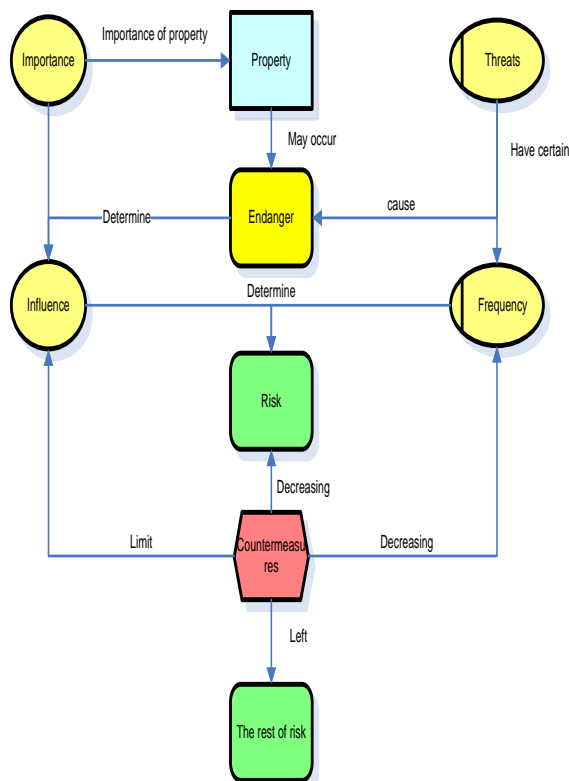 Importance of property
Importance
Property
Threats
May occur
Have certain
cause
Determine
Endanger
Determine
Influence
Frequency
Risk
Decreasing
Limit
Countermeasu
res
Decreasing
Left
The rest of risk